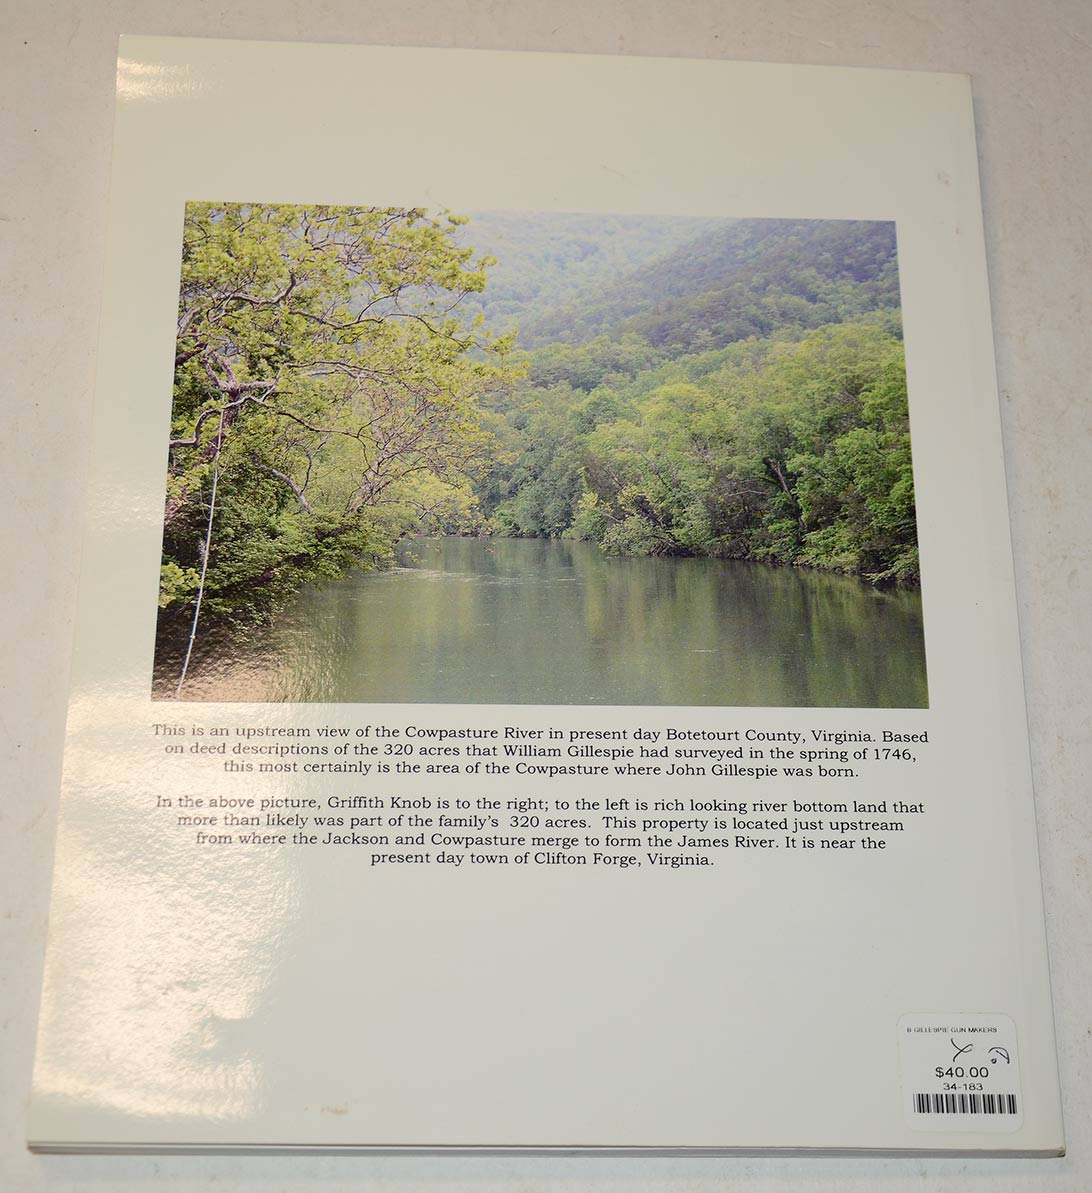 This is an upstream view of the Cowpasture River in present day Botetourt County, Virginia. Based
on deed descriptions of the 320 acres that William Gillespie had surveyed in the spring of 1746,
this most certainly is the area of the Cowpasture where John Gillespie was born.
In the above picture, Griffith Knob is to the right; to the left is rich looking river bottom land that
more than likely was part of the family's  320 acres.  This property is located just upstream
from where the Jackson and Cowpasture merge to form the James River. It is near the
present day town of Clifton Forge, Virginia.
GILLESPIE GUN MAKERS
$40.00
34-183